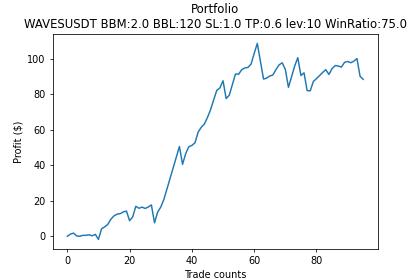 Portfolio
WAVESUSDT BBM:2.0 BBL:120 SL:1.0 TP:0.6 lev:10 WinRatio:75.0
100
80
60
40
20
0
Profit ($)
0 20 40 60 80
Trade counts